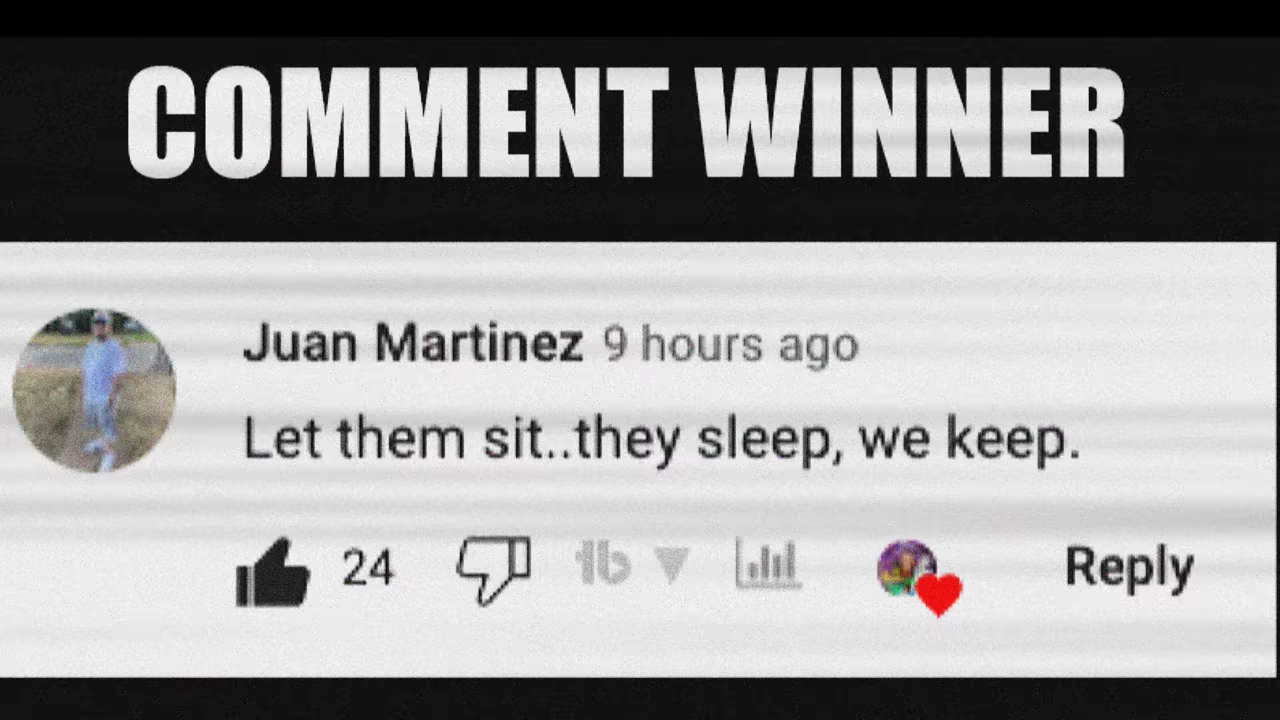 COMMENT WINNER
Juan Martinez 9 hours ago
Let them sit..they sleep, we keep.
24 Reply